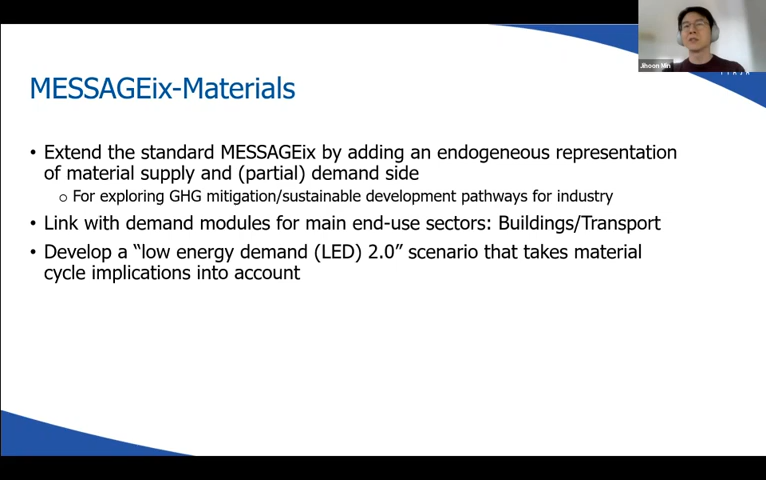 Jihoon Min
MESSAGEix-Materials
• Extend the standard MESSAGEix by adding an endogeneous representation
of material supply and (partial) demand side
o For exploring GHG mitigation/sustainable development pathways for industry
• Link with demand modules for main end-use sectors: Buildings/Transport
• Develop a “low energy demand (LED) 2.0” scenario that takes material
cycle implications into account